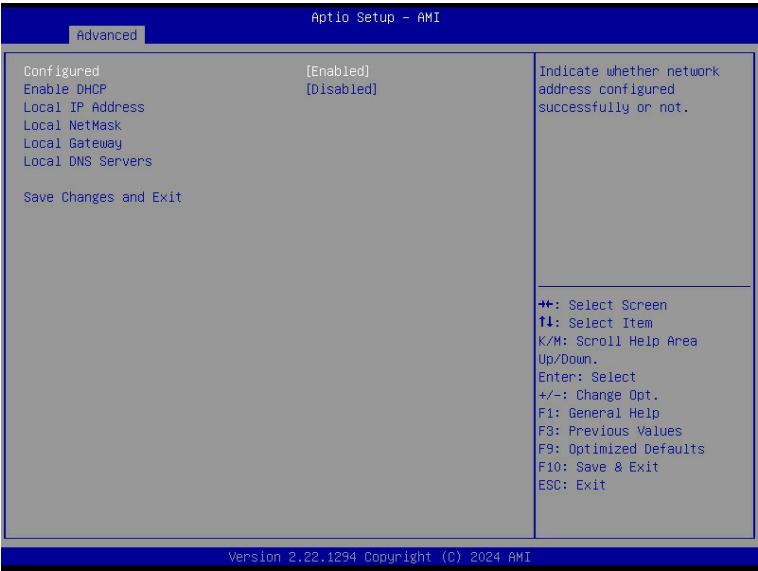 Aptio Setup – AMI
Advanced
Configured [Enabled]
Enable DHCP [Disabled]
Local IP Address
Local NetMask
Local Gateway
Local DNS Servers
Save Changes and Exit
Indicate whether network
address configured
successfully or not.
→←: Select Screen
↑↓: Select Item
K/M: Scroll Help Area
Up/Down.
Enter: Select
+/-: Change Opt.
F1: General Help
F3: Previous Values
F9: Optimized Defaults
F10: Save & Exit
ESC: Exit
Version 2.22.1294 Copyright (C) 2024 AMI